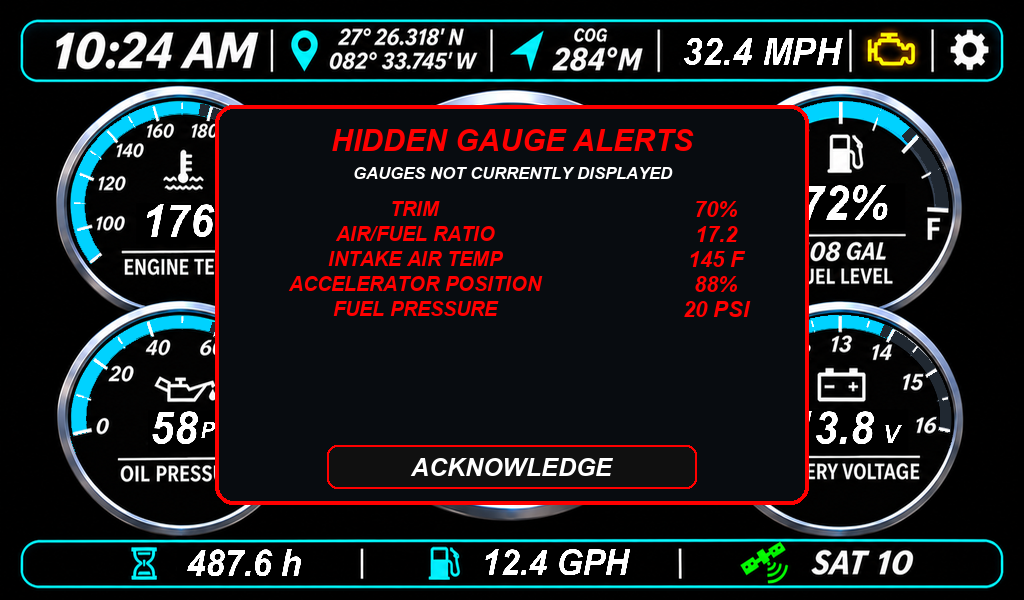 10:24 AM
27° 26.318' N
082° 33.745' W
COG
284°M
32.4 MPH
160 180
140
120
100
176
ENGINE TE
HIDDEN GAUGE ALERTS
GAUGES NOT CURRENTLY DISPLAYED
TRIM 70%
AIR/FUEL RATIO 17.2
INTAKE AIR TEMP 145 F
ACCELERATOR POSITION 88%
FUEL PRESSURE 20 PSI
ACKNOWLEDGE
72%
F
08 GAL
UEL LEVEL
40 60
20
0
58 P
OIL PRESSU
13 14
15
16
3.8 V
ERY VOLTAGE
487.6 h
12.4 GPH
SAT 10